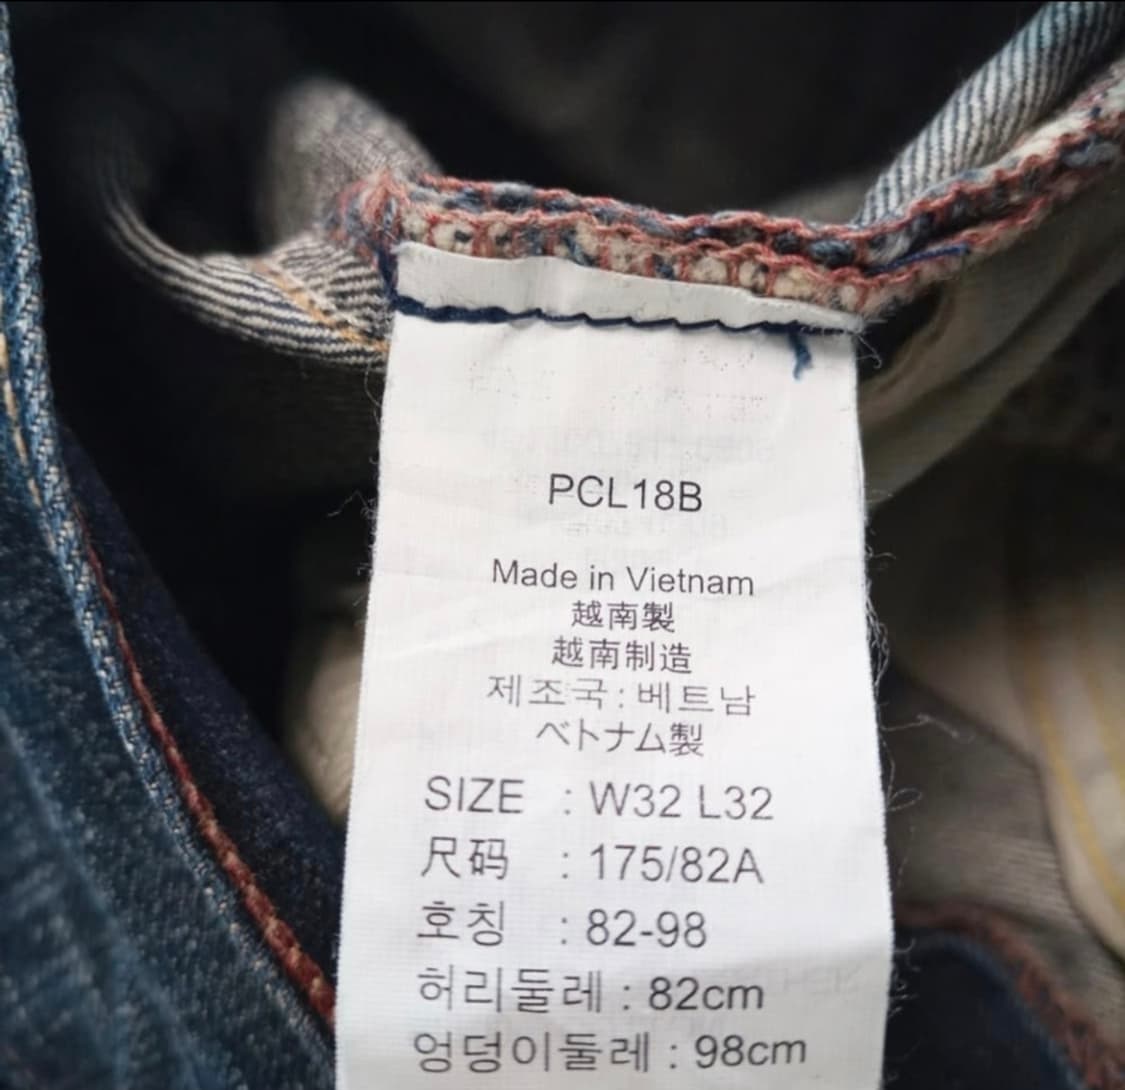 PCL18B
Made in Vietnam
越南製
越南制造
제조국 : 베트남
ベトナム製
SIZE : W32 L32
尺码 : 175/82A
호칭 : 82-98
허리둘레 : 82cm
엉덩이둘레 : 98cm